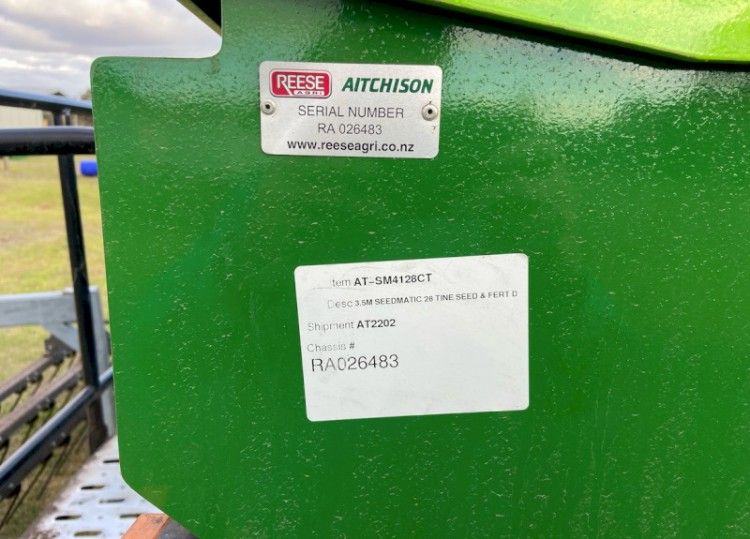 REESE AITCHISON
AGRI
SERIAL NUMBER
RA 026483
www.reeseagri.co.nz
tem AT-SM4128CT
Desc 3.5M SEEDMATIC 28 TINE SEED & FERT D
Shipment AT2202
Chassis #
RA026483